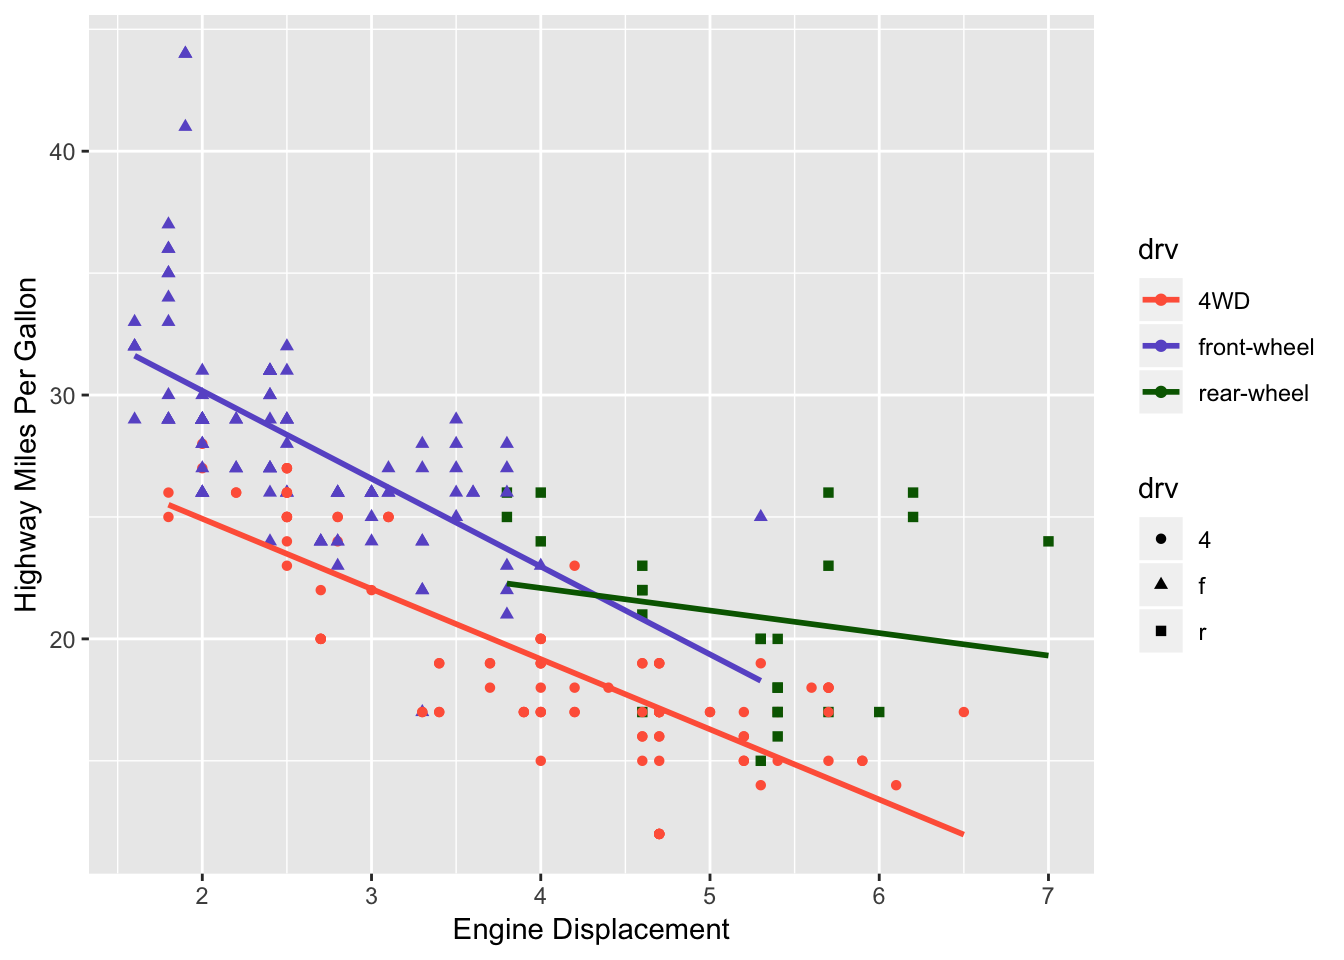 Highway Miles Per Gallon
40
30
20
2 3 4 5 6 7
Engine Displacement
drv
4WD
front-wheel
rear-wheel
drv
4
f
r